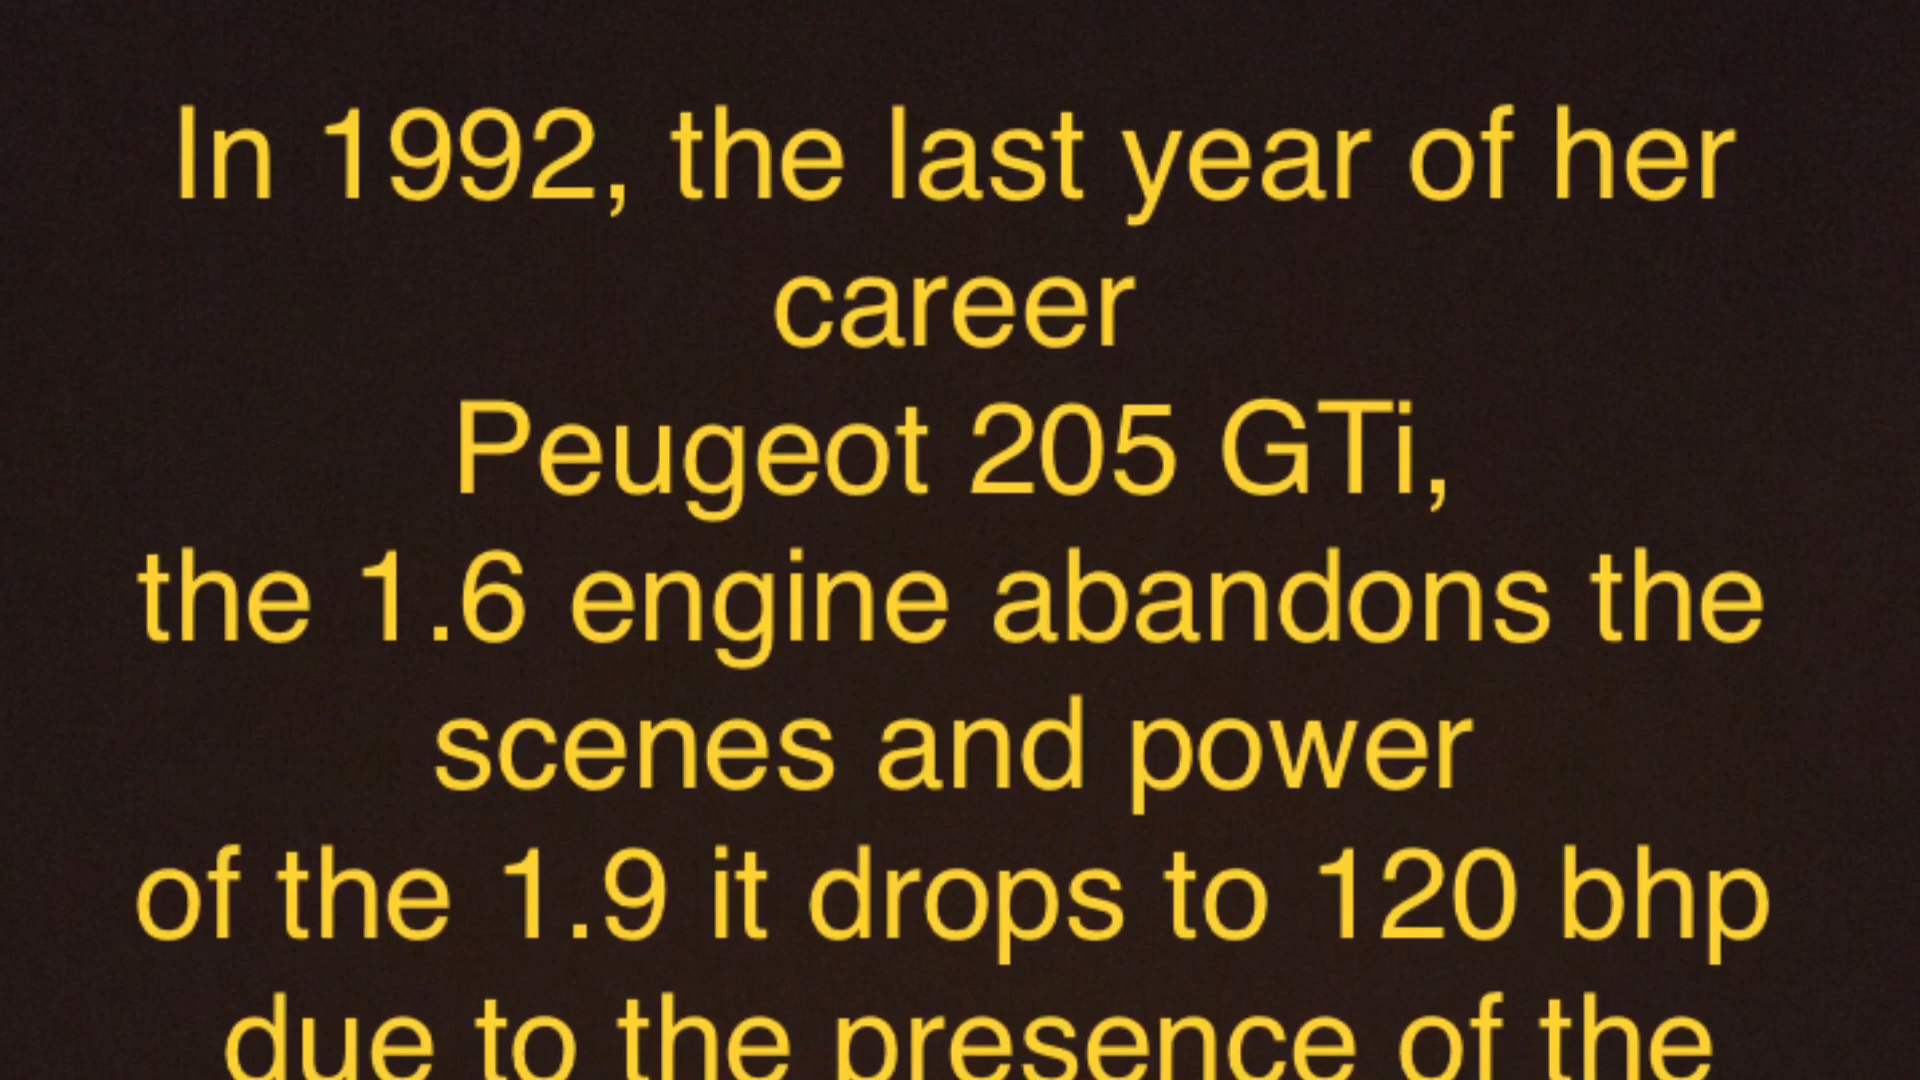 In 1992, the last year of her
career
Peugeot 205 GTi,
the 1.6 engine abandons the
scenes and power
of the 1.9 it drops to 120 bhp
due to the presence of the